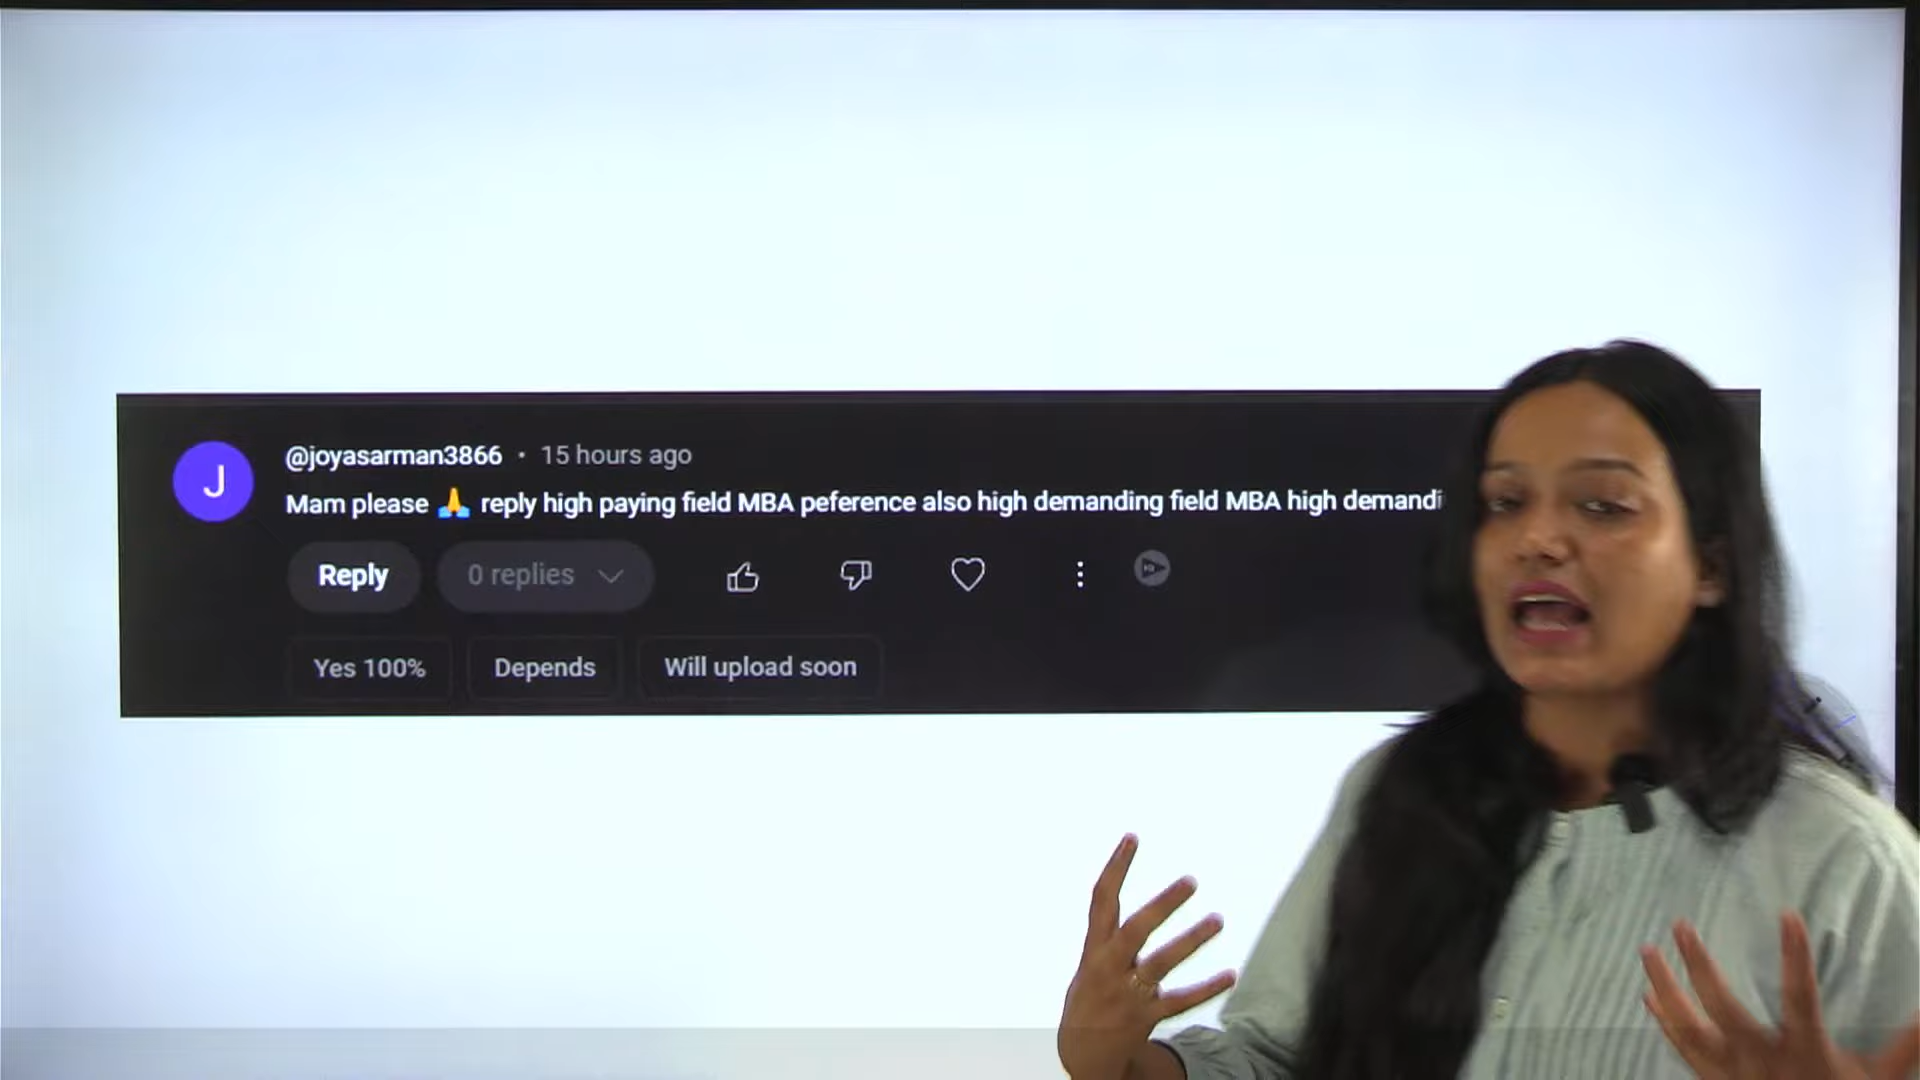 J
@joyasarman3866 • 15 hours ago
Mam please 🙏 reply high paying field MBA peference also high demanding field MBA high demandi
Reply
0 replies
Yes 100%
Depends
Will upload soon